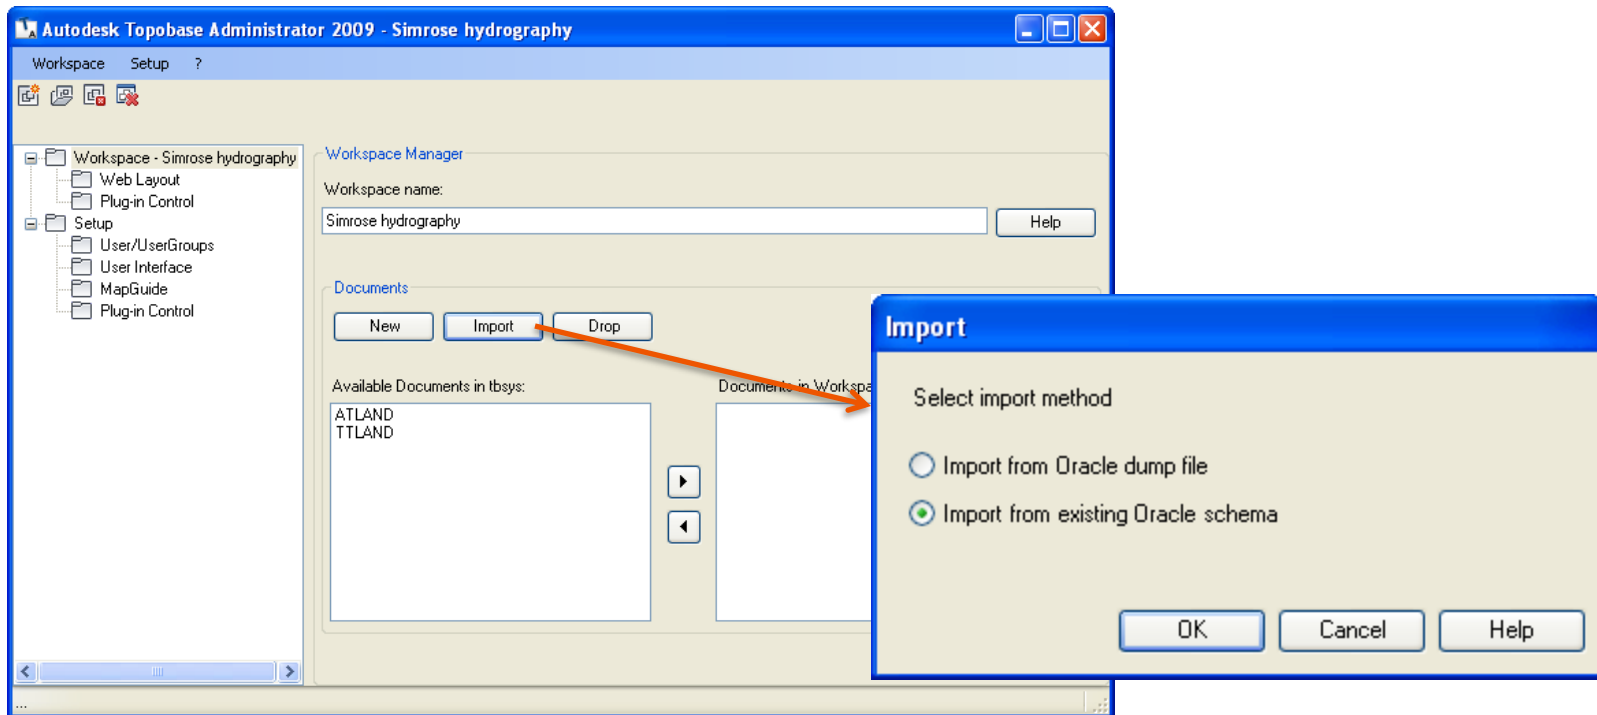 Autodesk Topobase Administrator 2009 - Simrose hydrography
Workspace Setup ?
Workspace - Simrose hydrography
Web Layout
Plug-in Control
Setup
User/UserGroups
User Interface
MapGuide
Plug-in Control
Workspace Manager
Workspace name:
Simrose hydrography
Help
Documents
New Import Drop
Available Documents in tbsys:
ATLAND
TTLAND
Documents in Workspa
...
Import
Select import method
Import from Oracle dump file
Import from existing Oracle schema
OK Cancel Help